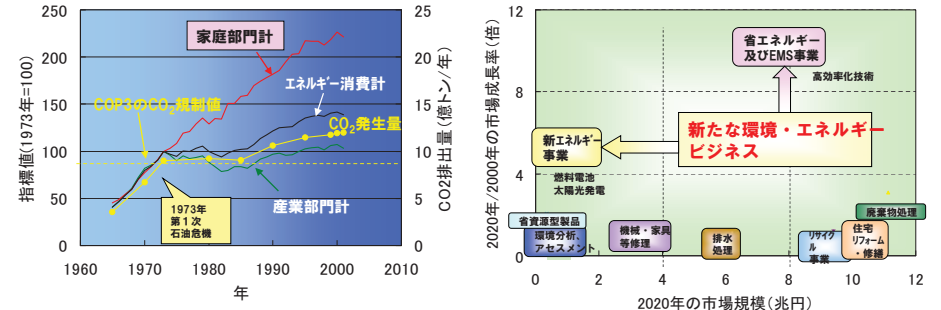 指標値(1973年=100)
250
200
150
100
50
0
1960
1970
1980
1990
2000
2010
年
25
20
15
10
5
0
CO2排出量 (億トン/年)
家庭部門計
エネルギー消費計
COP3のCO₂規制値
CO₂発生量
産業部門計
1973年
第1次
石油危機
2020年/2000年の市場成長率(倍)
12
8
4
0
0
2
4
6
8
10
12
2020年の市場規模(兆円)
省エネルギー
及びEMS事業
高効率化技術
新たな環境・エネルギー
ビジネス
新エネルギー
事業
燃料電池
太陽光発電
省資源型製品
環境分析、
アセスメント
機械・家具
等修理
排水
処理
リサイク
ル
事業
住宅
リフォーム
・修繕
廃棄物処理